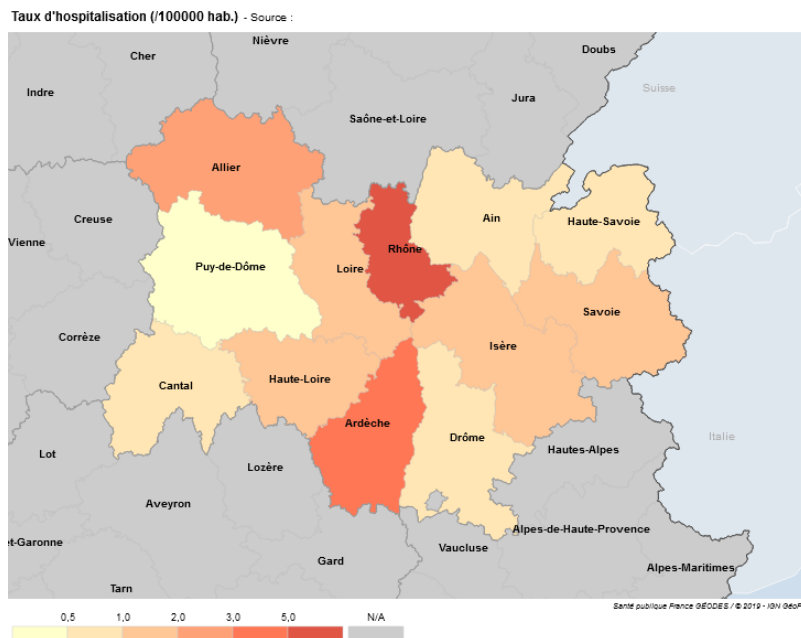 Taux d'hospitalisation (/100000 hab.) - Source :
Nièvre
Doubs
Cher
Indre
Jura
Suisse
Saône-et-Loire
Allier
Creuse
Ain
Haute-Savoie
Vienne
Rhône
Puy-de-Dôme
Loire
Savoie
Corrèze
Isère
Haute-Loire
Cantal
Ardèche
Drôme
Italie
Hautes-Alpes
Lot
Lozère
Aveyron
Alpes-de-Haute-Provence
et-Garonne
Vaucluse
Gard
Alpes-Maritimes
Tarn
Santé publique France GÉODES / © 2019 - IGN GéoF
0,5 1,0 2,0 3,0 5,0 N/A